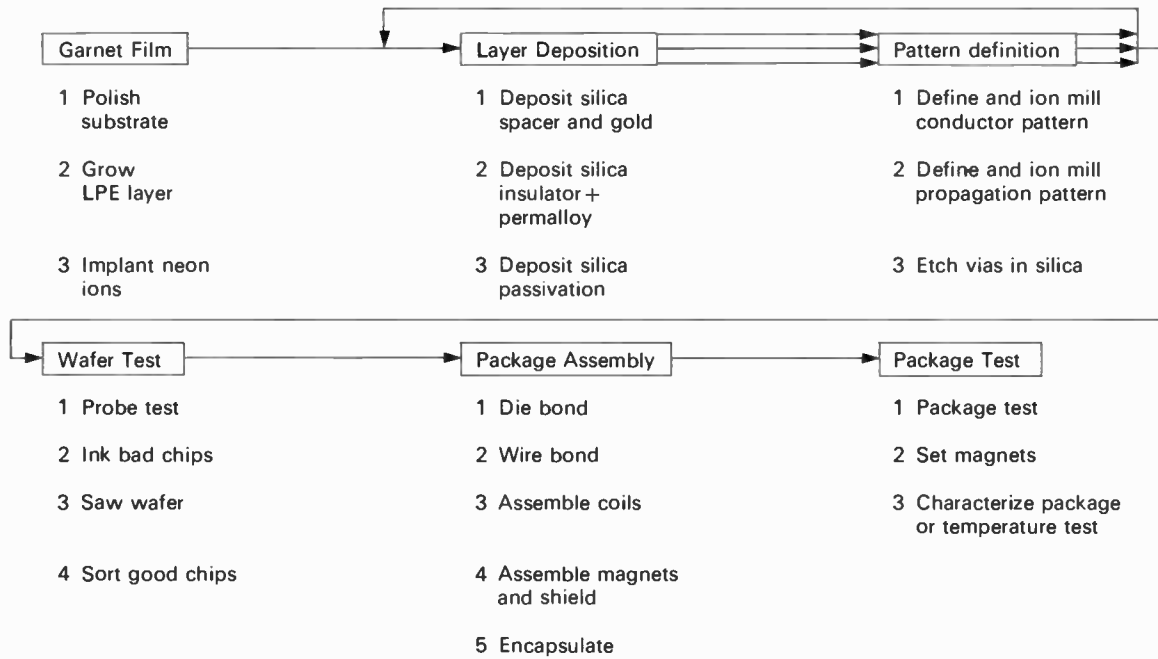 Garnet Film
1 Polish
substrate
2 Grow
LPE layer
3 Implant neon
ions
Layer Deposition
1 Deposit silica
spacer and gold
2 Deposit silica
insulator+
permalloy
3 Deposit silica
passivation
Pattern definition
1 Define and ion mill
conductor pattern
2 Define and ion mill
propagation pattern
3 Etch vias in silica
Wafer Test
1 Probe test
2 Ink bad chips
3 Saw wafer
4 Sort good chips
Package Assembly
1 Die bond
2 Wire bond
3 Assemble coils
4 Assemble magnets
and shield
5 Encapsulate
Package Test
1 Package test
2 Set magnets
3 Characterize package
or temperature test